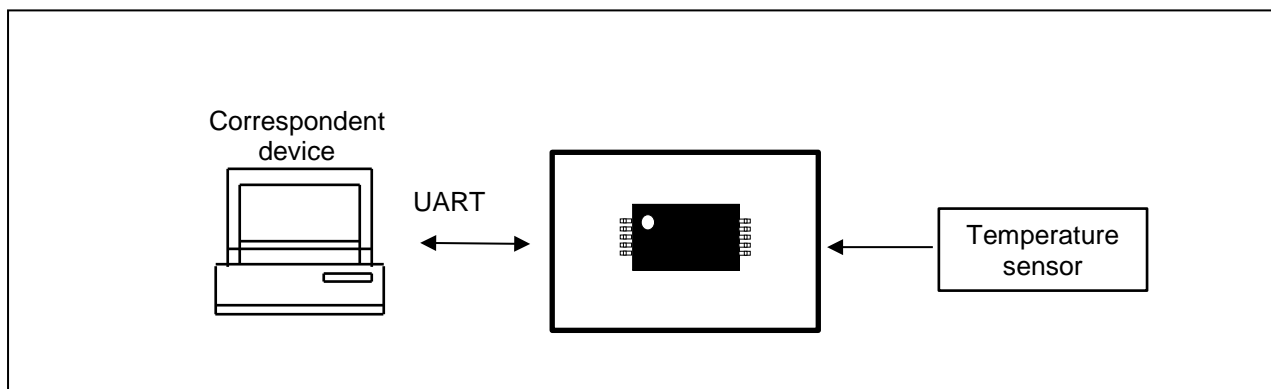 Correspondent
device
UART
Temperature
sensor